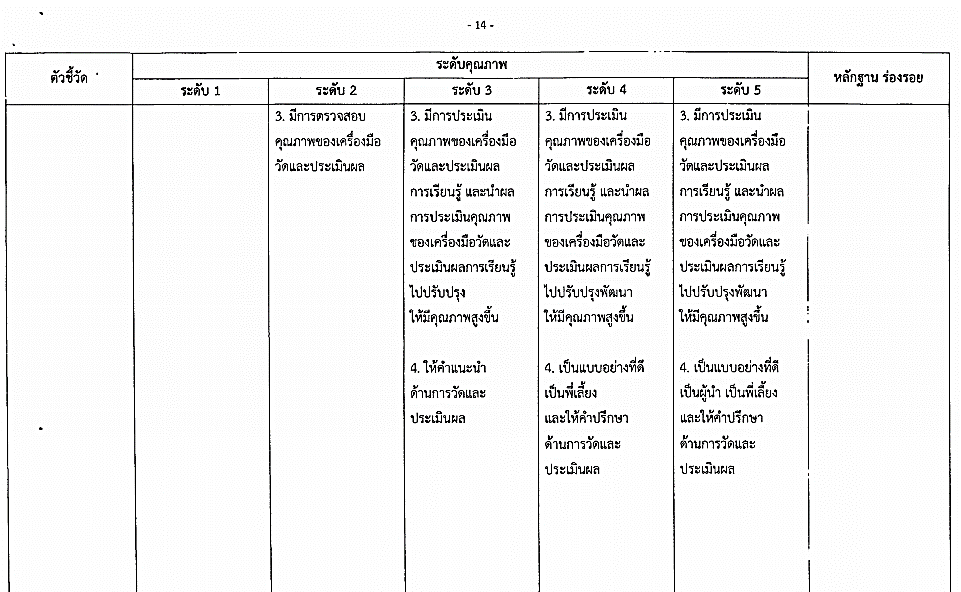 - 14 -
ตัวชี้วัด
ระดับคุณภาพ
หลักฐาน ร่องรอย
ระดับ 1
ระดับ 2
ระดับ 3
ระดับ 4
ระดับ 5
3. มีการตรวจสอบ
คุณภาพของเครื่องมือ
วัดและประเมินผล
3. มีการประเมิน
คุณภาพของเครื่องมือ
วัดและประเมินผล
การเรียนรู้ และนำผล
การประเมินคุณภาพ
ของเครื่องมือวัดและ
ประเมินผลการเรียนรู้
ไปปรับปรุง
ให้มีคุณภาพสูงขึ้น
4. ให้คำแนะนำ
ด้านการวัดและ
ประเมินผล
3. มีการประเมิน
คุณภาพของเครื่องมือ
วัดและประเมินผล
การเรียนรู้ และนำผล
การประเมินคุณภาพ
ของเครื่องมือวัดและ
ประเมินผลการเรียนรู้
ไปปรับปรุงพัฒนา
ให้มีคุณภาพสูงขึ้น
4. เป็นแบบอย่างที่ดี
เป็นพี่เลี้ยง
และให้คำปรึกษา
ด้านการวัดและ
ประเมินผล
3. มีการประเมิน
คุณภาพของเครื่องมือ
วัดและประเมินผล
การเรียนรู้ และนำผล
การประเมินคุณภาพ
ของเครื่องมือวัดและ
ประเมินผลการเรียนรู้
ไปปรับปรุงพัฒนา
ให้มีคุณภาพสูงขึ้น
4. เป็นแบบอย่างที่ดี
เป็นผู้นำ เป็นพี่เลี้ยง
และให้คำปรึกษา
ด้านการวัดและ
ประเมินผล